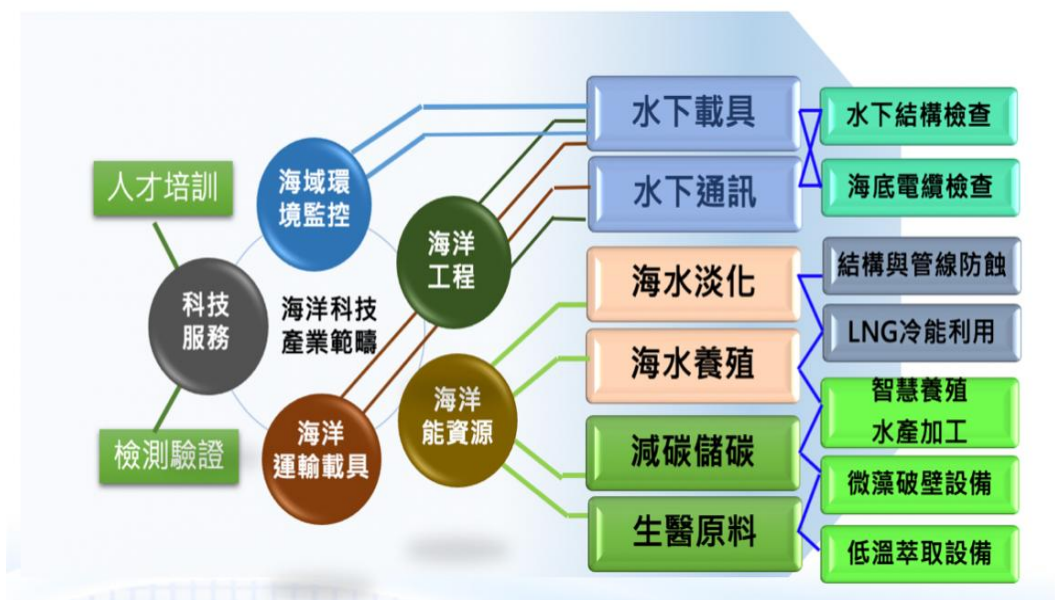 人才培訓
科技
服務
檢測驗證
海洋科技
產業範疇
海域環
境監控
海洋
工程
海洋
能資源
海洋
運輸載具
水下載具
水下通訊
海水淡化
海水養殖
減碳儲碳
生醫原料
水下結構檢查
海底電纜檢查
結構與管線防蝕
LNG冷能利用
智慧養殖
水產加工
微藻破壁設備
低溫萃取設備